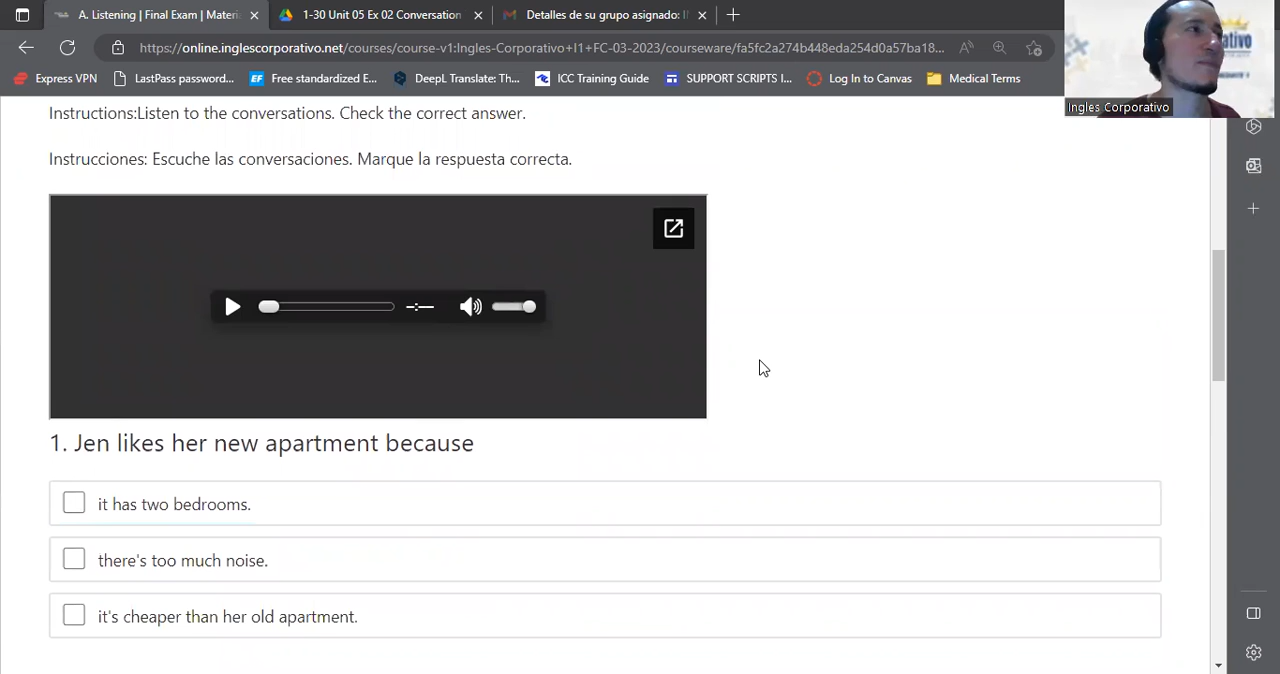 A. Listening | Final Exam | Materia
1-30 Unit 05 Ex 02 Conversation
Detalles de su grupo asignado: I
https://online.inglescorporativo.net/courses/course-v1:Ingles-Corporativo+I1+FC-03-2023/courseware/fa5fc2a274b448eda254d0a57ba18...
Express VPN
LastPass password...
EF Free standardized E...
DeepL Translate: Th...
ICC Training Guide
SUPPORT SCRIPTS I...
Log In to Canvas
Medical Terms
Ingles Corporativo
Instructions:Listen to the conversations. Check the correct answer.
Instrucciones: Escuche las conversaciones. Marque la respuesta correcta.
-:--
1. Jen likes her new apartment because
it has two bedrooms.
there's too much noise.
it's cheaper than her old apartment.